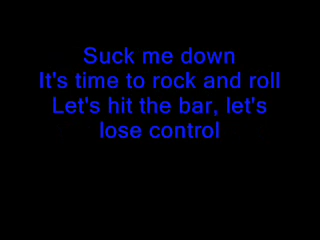 Suck me down
It's time to rock and roll
Let's hit the bar, let's
lose control